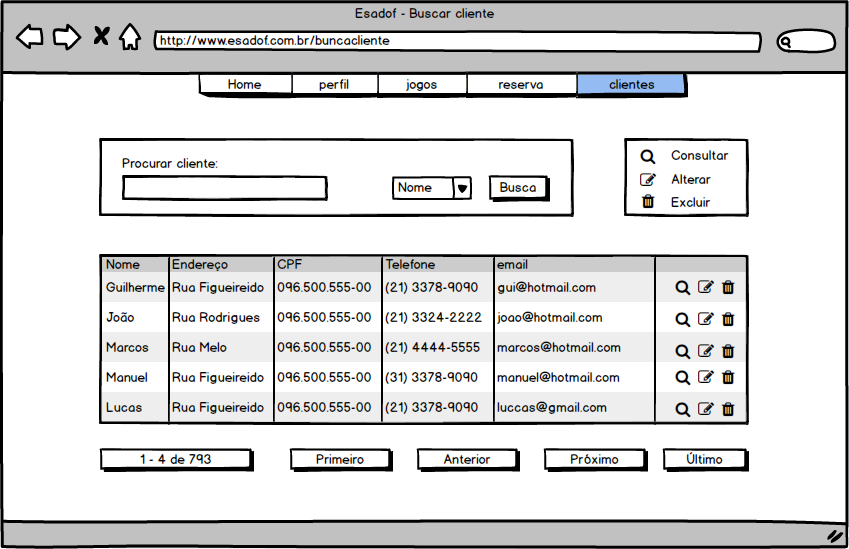 Esadof - Buscar cliente
http://www.esadof.com.br/buncacliente
Home perfil jogos reserva clientes
Procurar cliente:
Nome Busca
Consultar
Alterar
Excluir
Nome Endereço CPF Telefone email
Guilherme Rua Figueireido 096.500.555-00 (21) 3378-9090 gui@hotmail.com
João Rua Rodrigues 096.500.555-00 (21) 3324-2222 joao@hotmail.com
Marcos Rua Melo 096.500.555-00 (21) 4444-5555 marcos@hotmail.com
Manuel Rua Figueireido 096.500.555-00 (31) 3378-9090 manuel@hotmail.com
Lucas Rua Figueireido 096.500.555-00 (21) 3378-9090 luccas@gmail.com
1 - 4 de 793 Primeiro Anterior Próximo Último